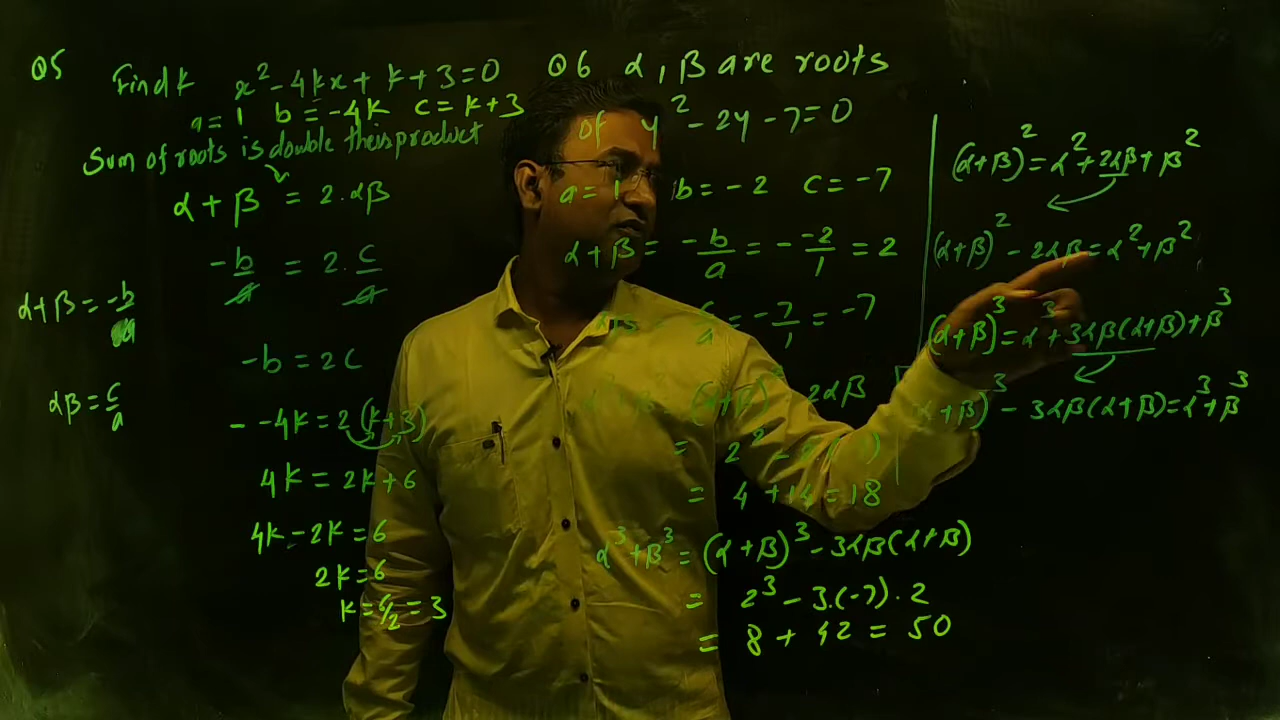 Q5
Find k x² - 4kx + k + 3 = 0
a = 1 b = -4k c = k+3
Sum of roots is double theis product
α + β = 2.αβ
-b/a = 2.c/a
α+β = -b/a
-b = 2c
αβ = c/a
- -4k = 2(k+3)
4k = 2k+6
4k - 2k = 6
2k = 6
k = 6/2 = 3
Q6 α, β are roots
of y² - 2y - 7 = 0
a = 1 b = -2 c = -7
α + β = -b/a = - -2/1 = 2
c/a = -7/1 = -7
(α+β)² 2αβ
= 2² -
= 4 + 14 = 18
α³ + β³ = (α + β)³ - 3αβ(α+β)
= 2³ - 3.(-7).2
= 8 + 42 = 50
(α+β)² = α² + 2αβ + β²
(α+β)² - 2αβ = α² + β²
(α+β)³ = α³ + 3αβ(α+β) + β³
α+β)³ - 3αβ(α+β) = α³ + β³